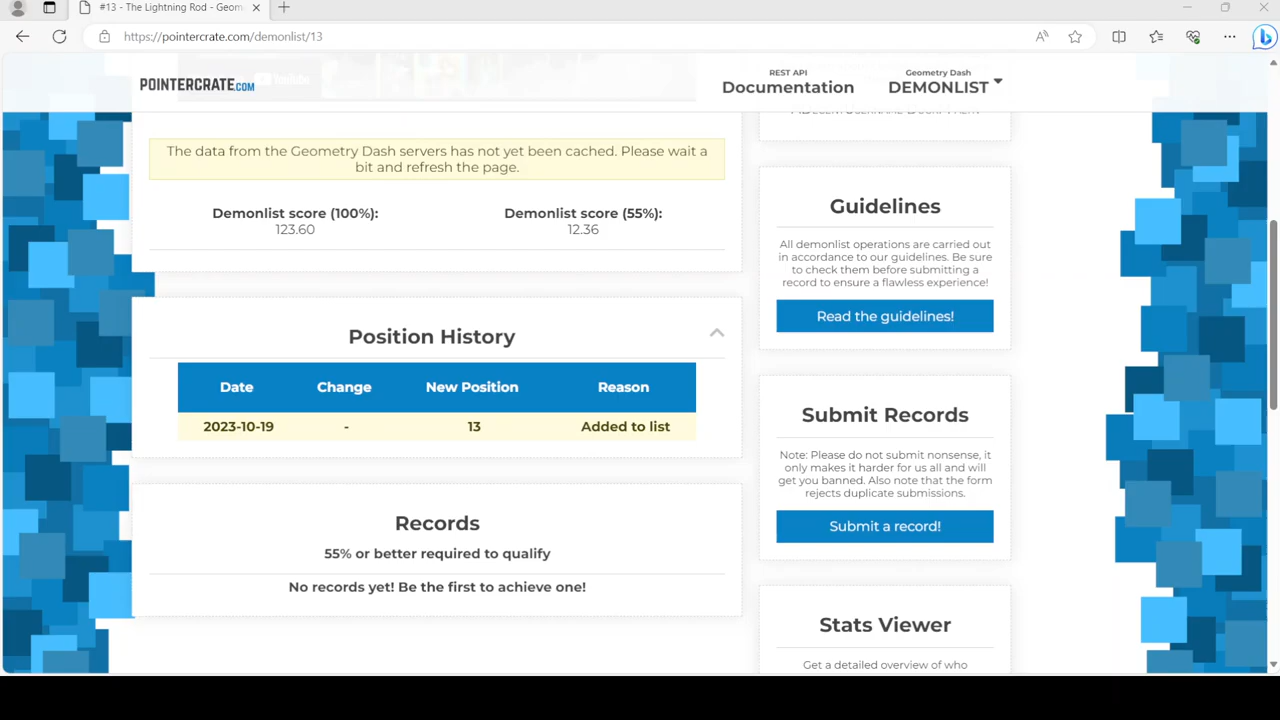 #13 - The Lightning Rod - Geom
https://pointercrate.com/demonlist/13
POINTERCRATE.COM
REST API
Documentation
Geometry Dash
DEMONLIST
YouTube
The data from the Geometry Dash servers has not yet been cached. Please wait a
bit and refresh the page.
Demonlist score (100%):
123.60
Demonlist score (55%):
12.36
Position History
Date Change New Position Reason
2023-10-19 - 13 Added to list
Records
55% or better required to qualify
No records yet! Be the first to achieve one!
Guidelines
All demonlist operations are carried out
in accordance to our guidelines. Be sure
to check them before submitting a
record to ensure a flawless experience!
Read the guidelines!
Submit Records
Note: Please do not submit nonsense, it
only makes it harder for us all and will
get you banned. Also note that the form
rejects duplicate submissions.
Submit a record!
Stats Viewer
Get a detailed overview of who